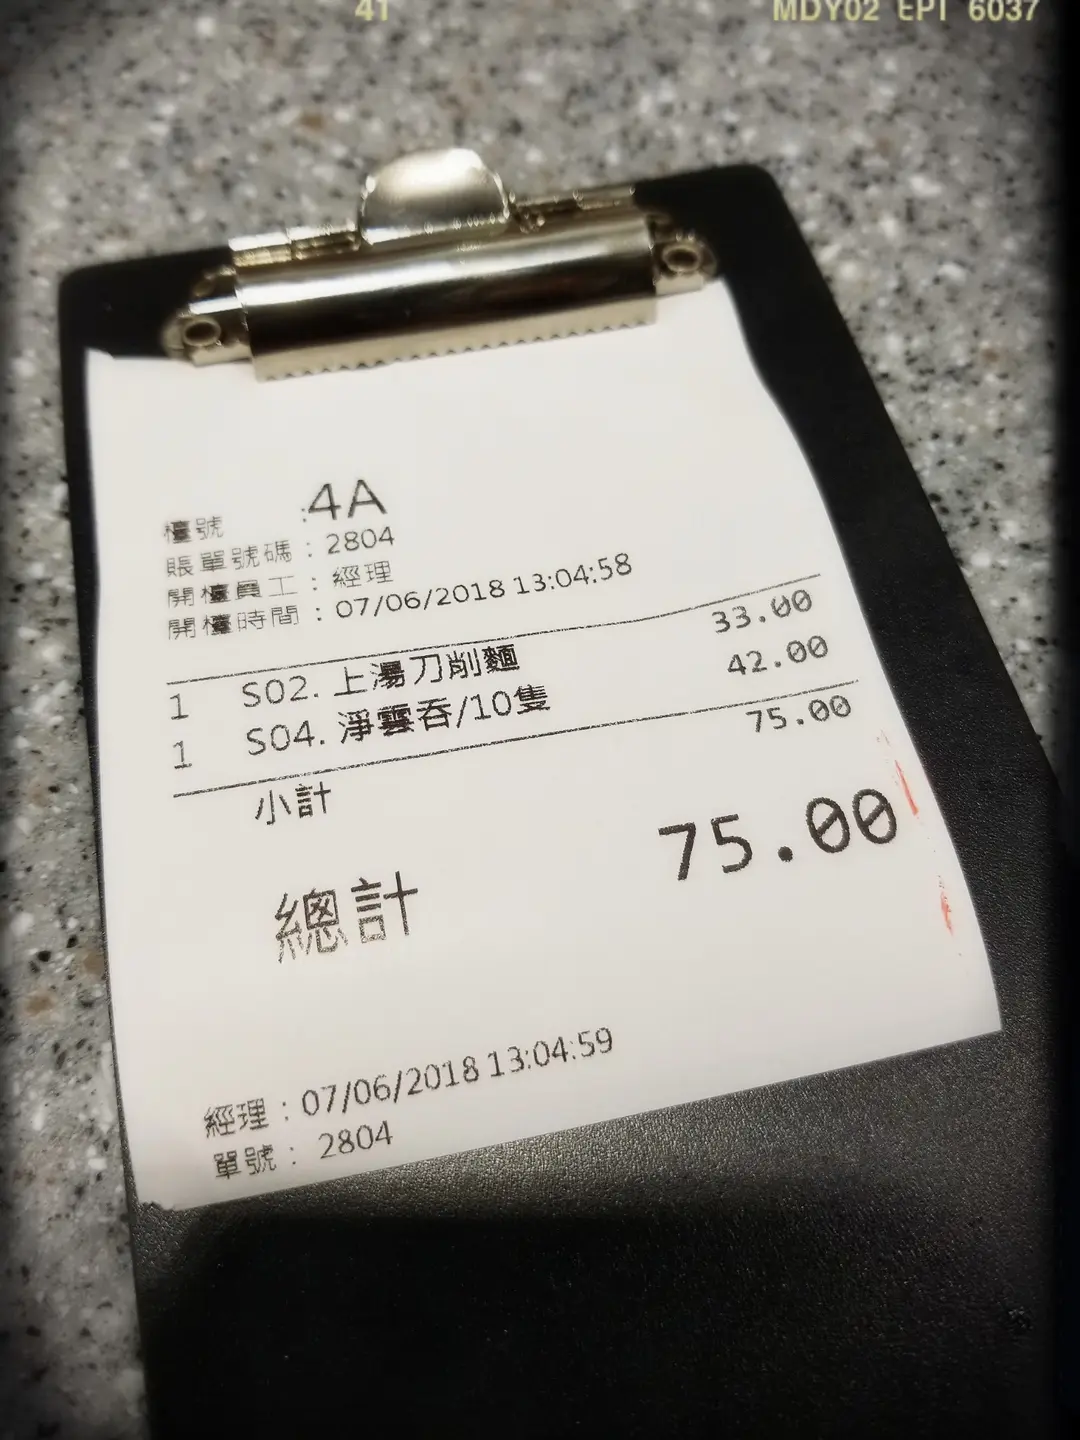 41 MDY02 EPI 6037
檯號 :4A
賬單號碼 : 2804
開檯員工 : 經理
開檯時間 : 07/06/2018 13:04:58
1 S02. 上湯刀削麵 33.00
1 S04. 淨雲吞/10隻 42.00
小計 75.00
總計 75.00
經理 : 07/06/2018 13:04:59
單號 : 2804